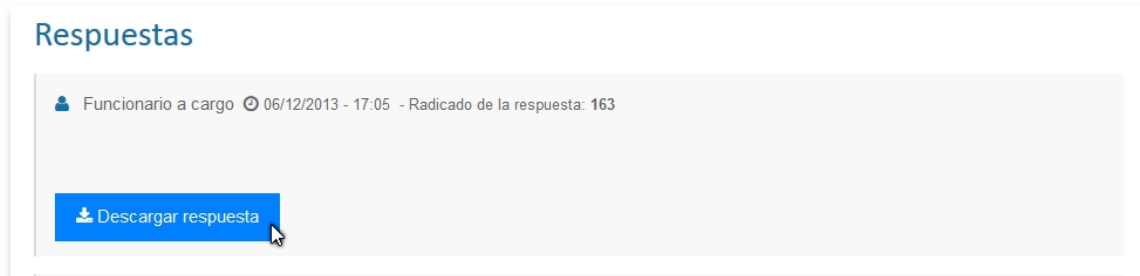 Respuestas
Funcionario a cargo 06/12/2013 - 17:05 - Radicado de la respuesta: 163
Descargar respuesta